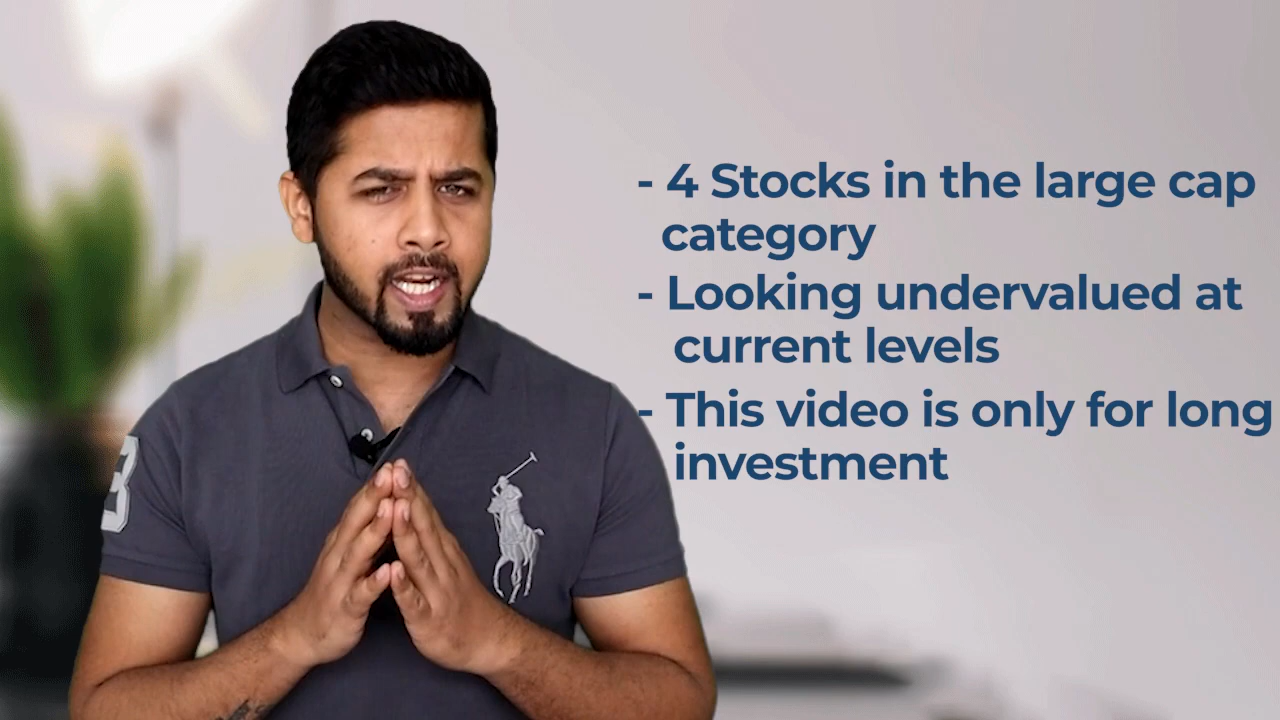 - 4 Stocks in the large cap
category
- Looking undervalued at
current levels
- This video is only for long
investment
3